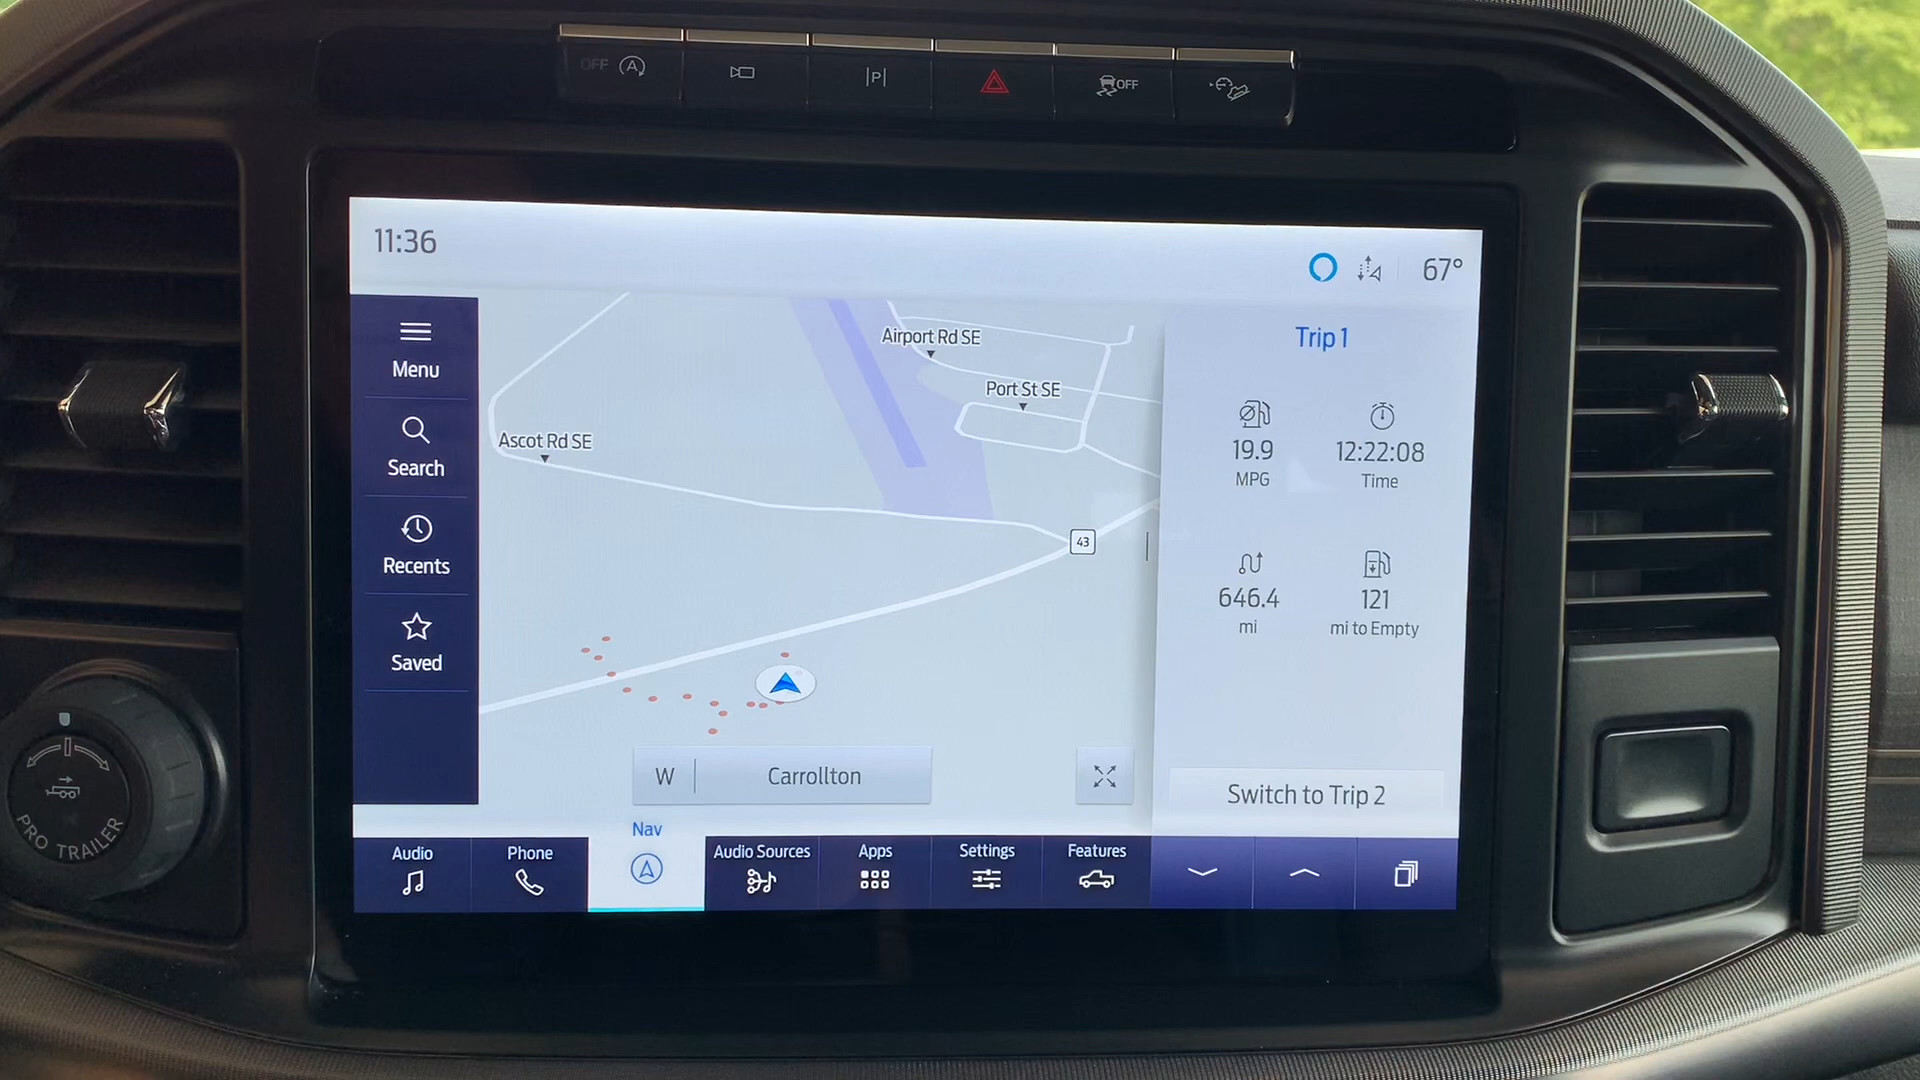 OFF A
P
OFF
11:36
67°
Menu
Search
Recents
Saved
Airport Rd SE
Port St SE
Ascot Rd SE
43
W
Carrollton
Trip 1
19.9
MPG
12:22:08
Time
646.4
mi
121
mi to Empty
Switch to Trip 2
Audio
Phone
Nav
Audio Sources
Apps
Settings
Features
PRO TRAILER